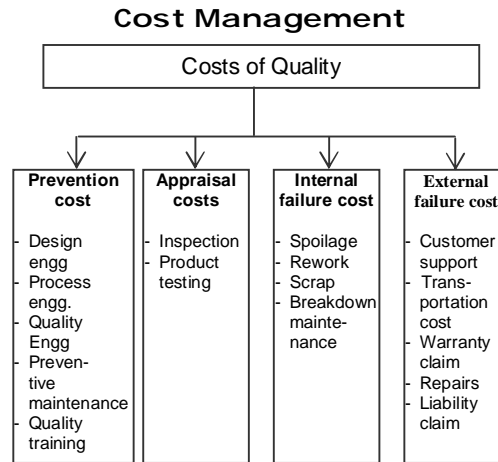 Cost Management
Costs of Quality
Prevention
cost
- Design
engg
- Process
engg.
- Quality
Engg
- Preven-
tive
maintenance
- Quality
training
Appraisal
costs
- Inspection
- Product
testing
Internal
failure cost
- Spoilage
- Rework
- Scrap
- Breakdown
mainte-
nance
External
failure cost
- Customer
support
- Trans-
portation
cost
- Warranty
claim
- Repairs
- Liability
claim